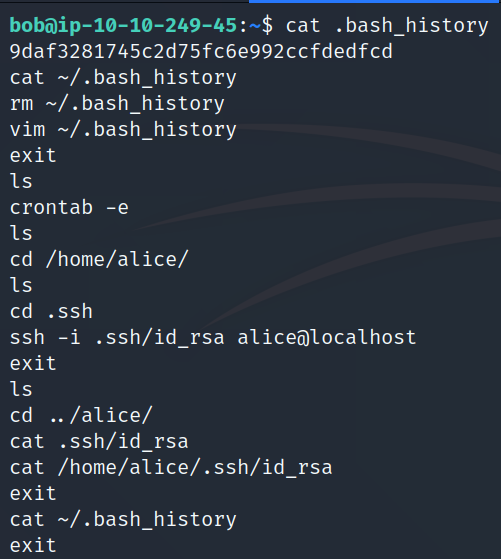 bob@ip-10-10-249-45:~$ cat .bash_history
9daf3281745c2d75fc6e992ccfdedfcd
cat ~/.bash_history
rm ~/.bash_history
vim ~/.bash_history
exit
ls
crontab -e
ls
cd /home/alice/
ls
cd .ssh
ssh -i .ssh/id_rsa alice@localhost
exit
ls
cd ../alice/
cat .ssh/id_rsa
cat /home/alice/.ssh/id_rsa
exit
cat ~/.bash_history
exit